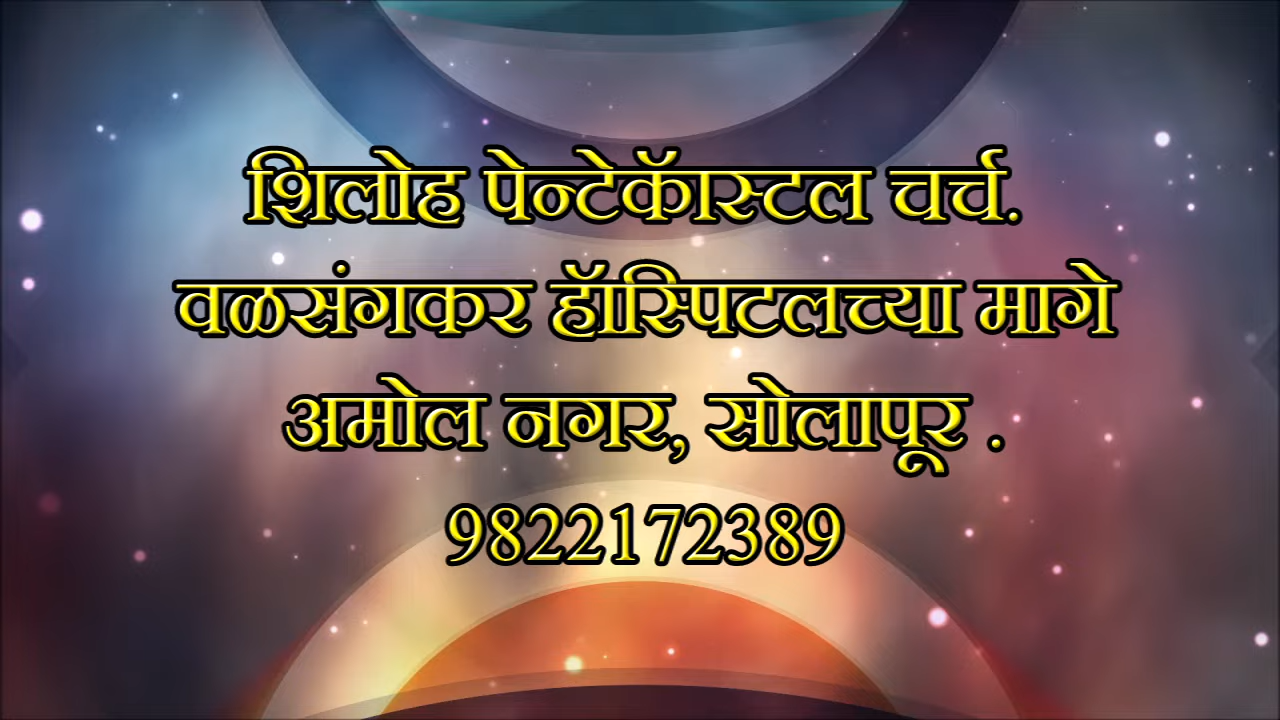 शिलोह पेन्टेकॅास्टल चर्च.
वळसंगकर हॅास्पिटलच्या मागे
अमोल नगर, सोलापूर .
9822172389